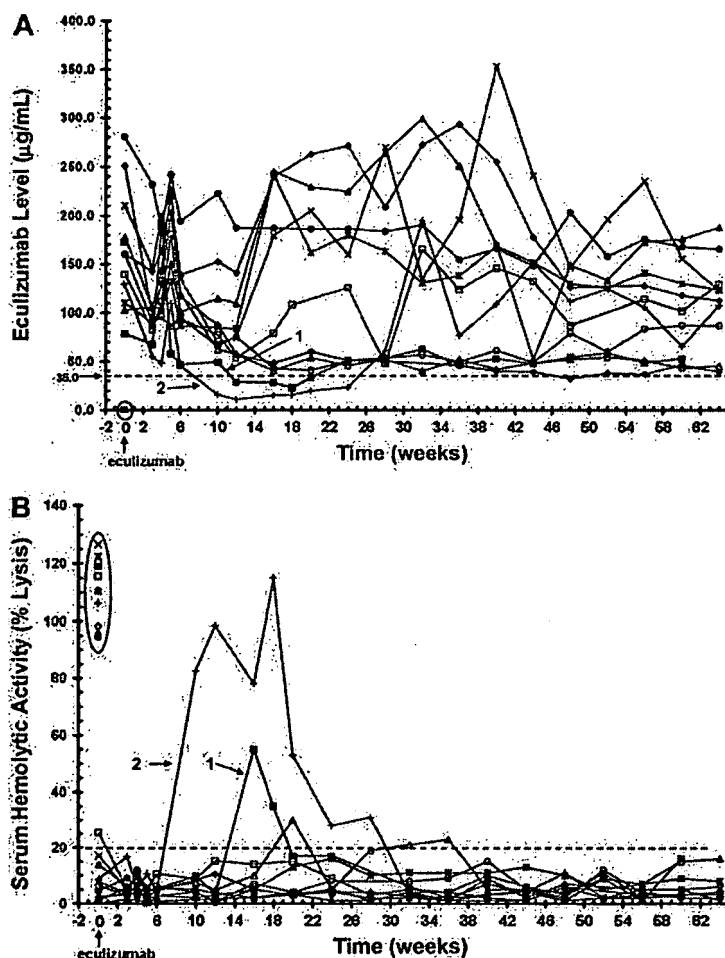 A
Eculizumab Level (µg/mL)
400.0
350.0
300.0
250.0
200.0
150.0
100.0
50.0
35.0
0.0
1
2
-2 0 2 6 10 14 18 22 26 30 34 38 42 46 50 54 58 62
eculizumab
Time (weeks)
B
Serum Hemolytic Activity (% Lysis)
140
120
100
80
60
40
20
0
2
1
-2 0 2 6 10 14 18 22 26 30 34 38 42 46 50 54 58 62
eculizumab
Time (weeks)